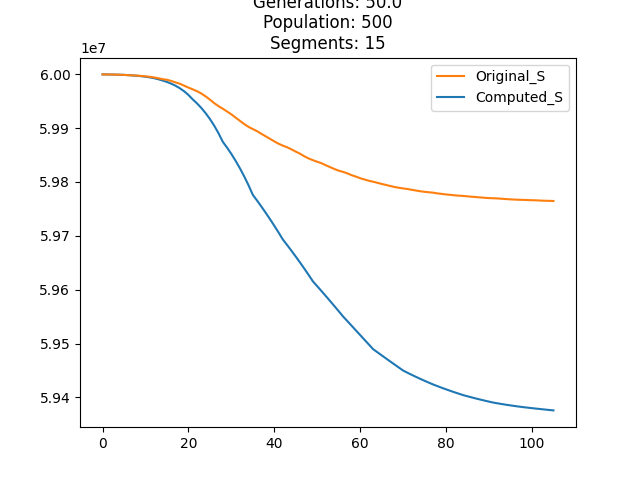 Generations: 50.0
Population: 500
Segments: 15
1e7
6.00
5.99
5.98
5.97
5.96
5.95
5.94
Original_S
Computed_S
0
20
40
60
80
100